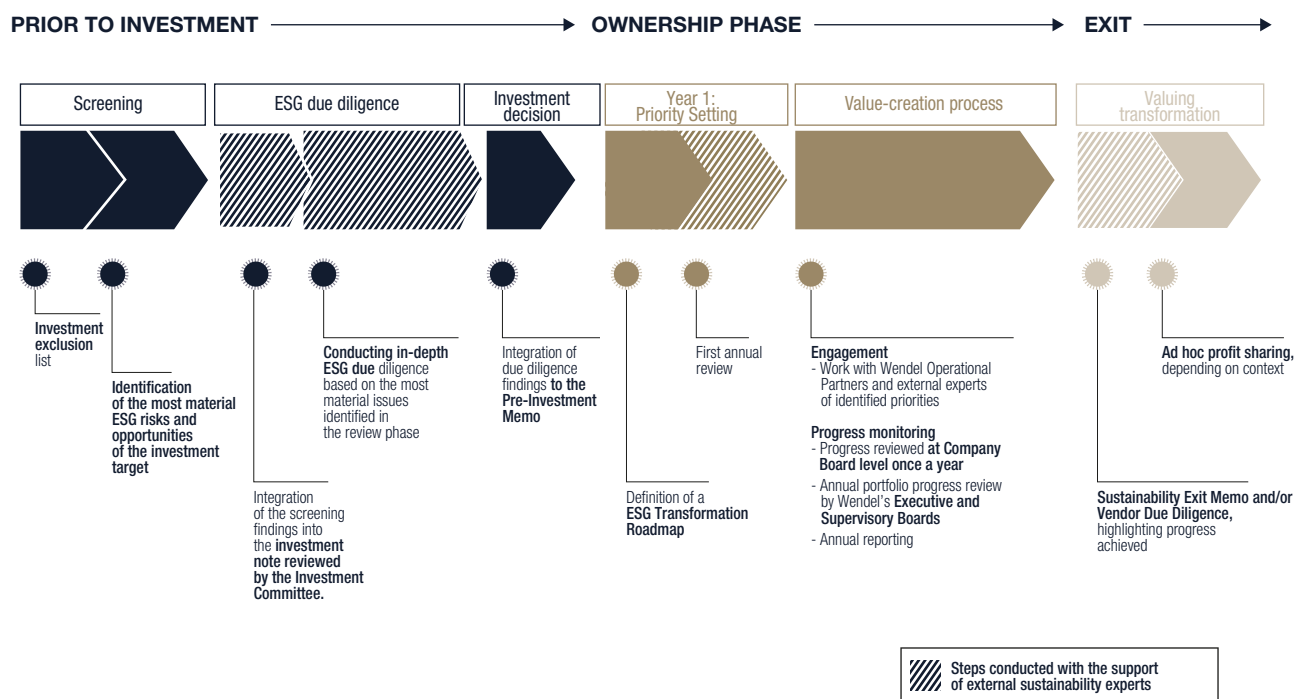 PRIOR TO INVESTMENT
OWNERSHIP PHASE
EXIT
Screening
ESG due diligence
Investment
decision
Year 1:
Priority Setting
Value-creation process
Valuing
transformation
Investment
exclusion
list
Identification
of the most material
ESG risks and
opportunities
of the investment
target
Integration
of the screening
findings into
the investment
note reviewed
by the Investment
Committee.
Conducting in-depth
ESG due diligence
based on the most
material issues
identified in
the review phase
Integration of
due diligence
findings to the
Pre-Investment
Memo
Definition of a
ESG Transformation
Roadmap
First annual
review
Engagement
- Work with Wendel Operational
Partners and external experts
of identified priorities
Progress monitoring
- Progress reviewed at Company
Board level once a year
- Annual portfolio progress review
by Wendel’s Executive and
Supervisory Boards
- Annual reporting
Sustainability Exit Memo and/or
Vendor Due Diligence,
highlighting progress
achieved
Ad hoc profit sharing,
depending on context
Steps conducted with the support
of external sustainability experts